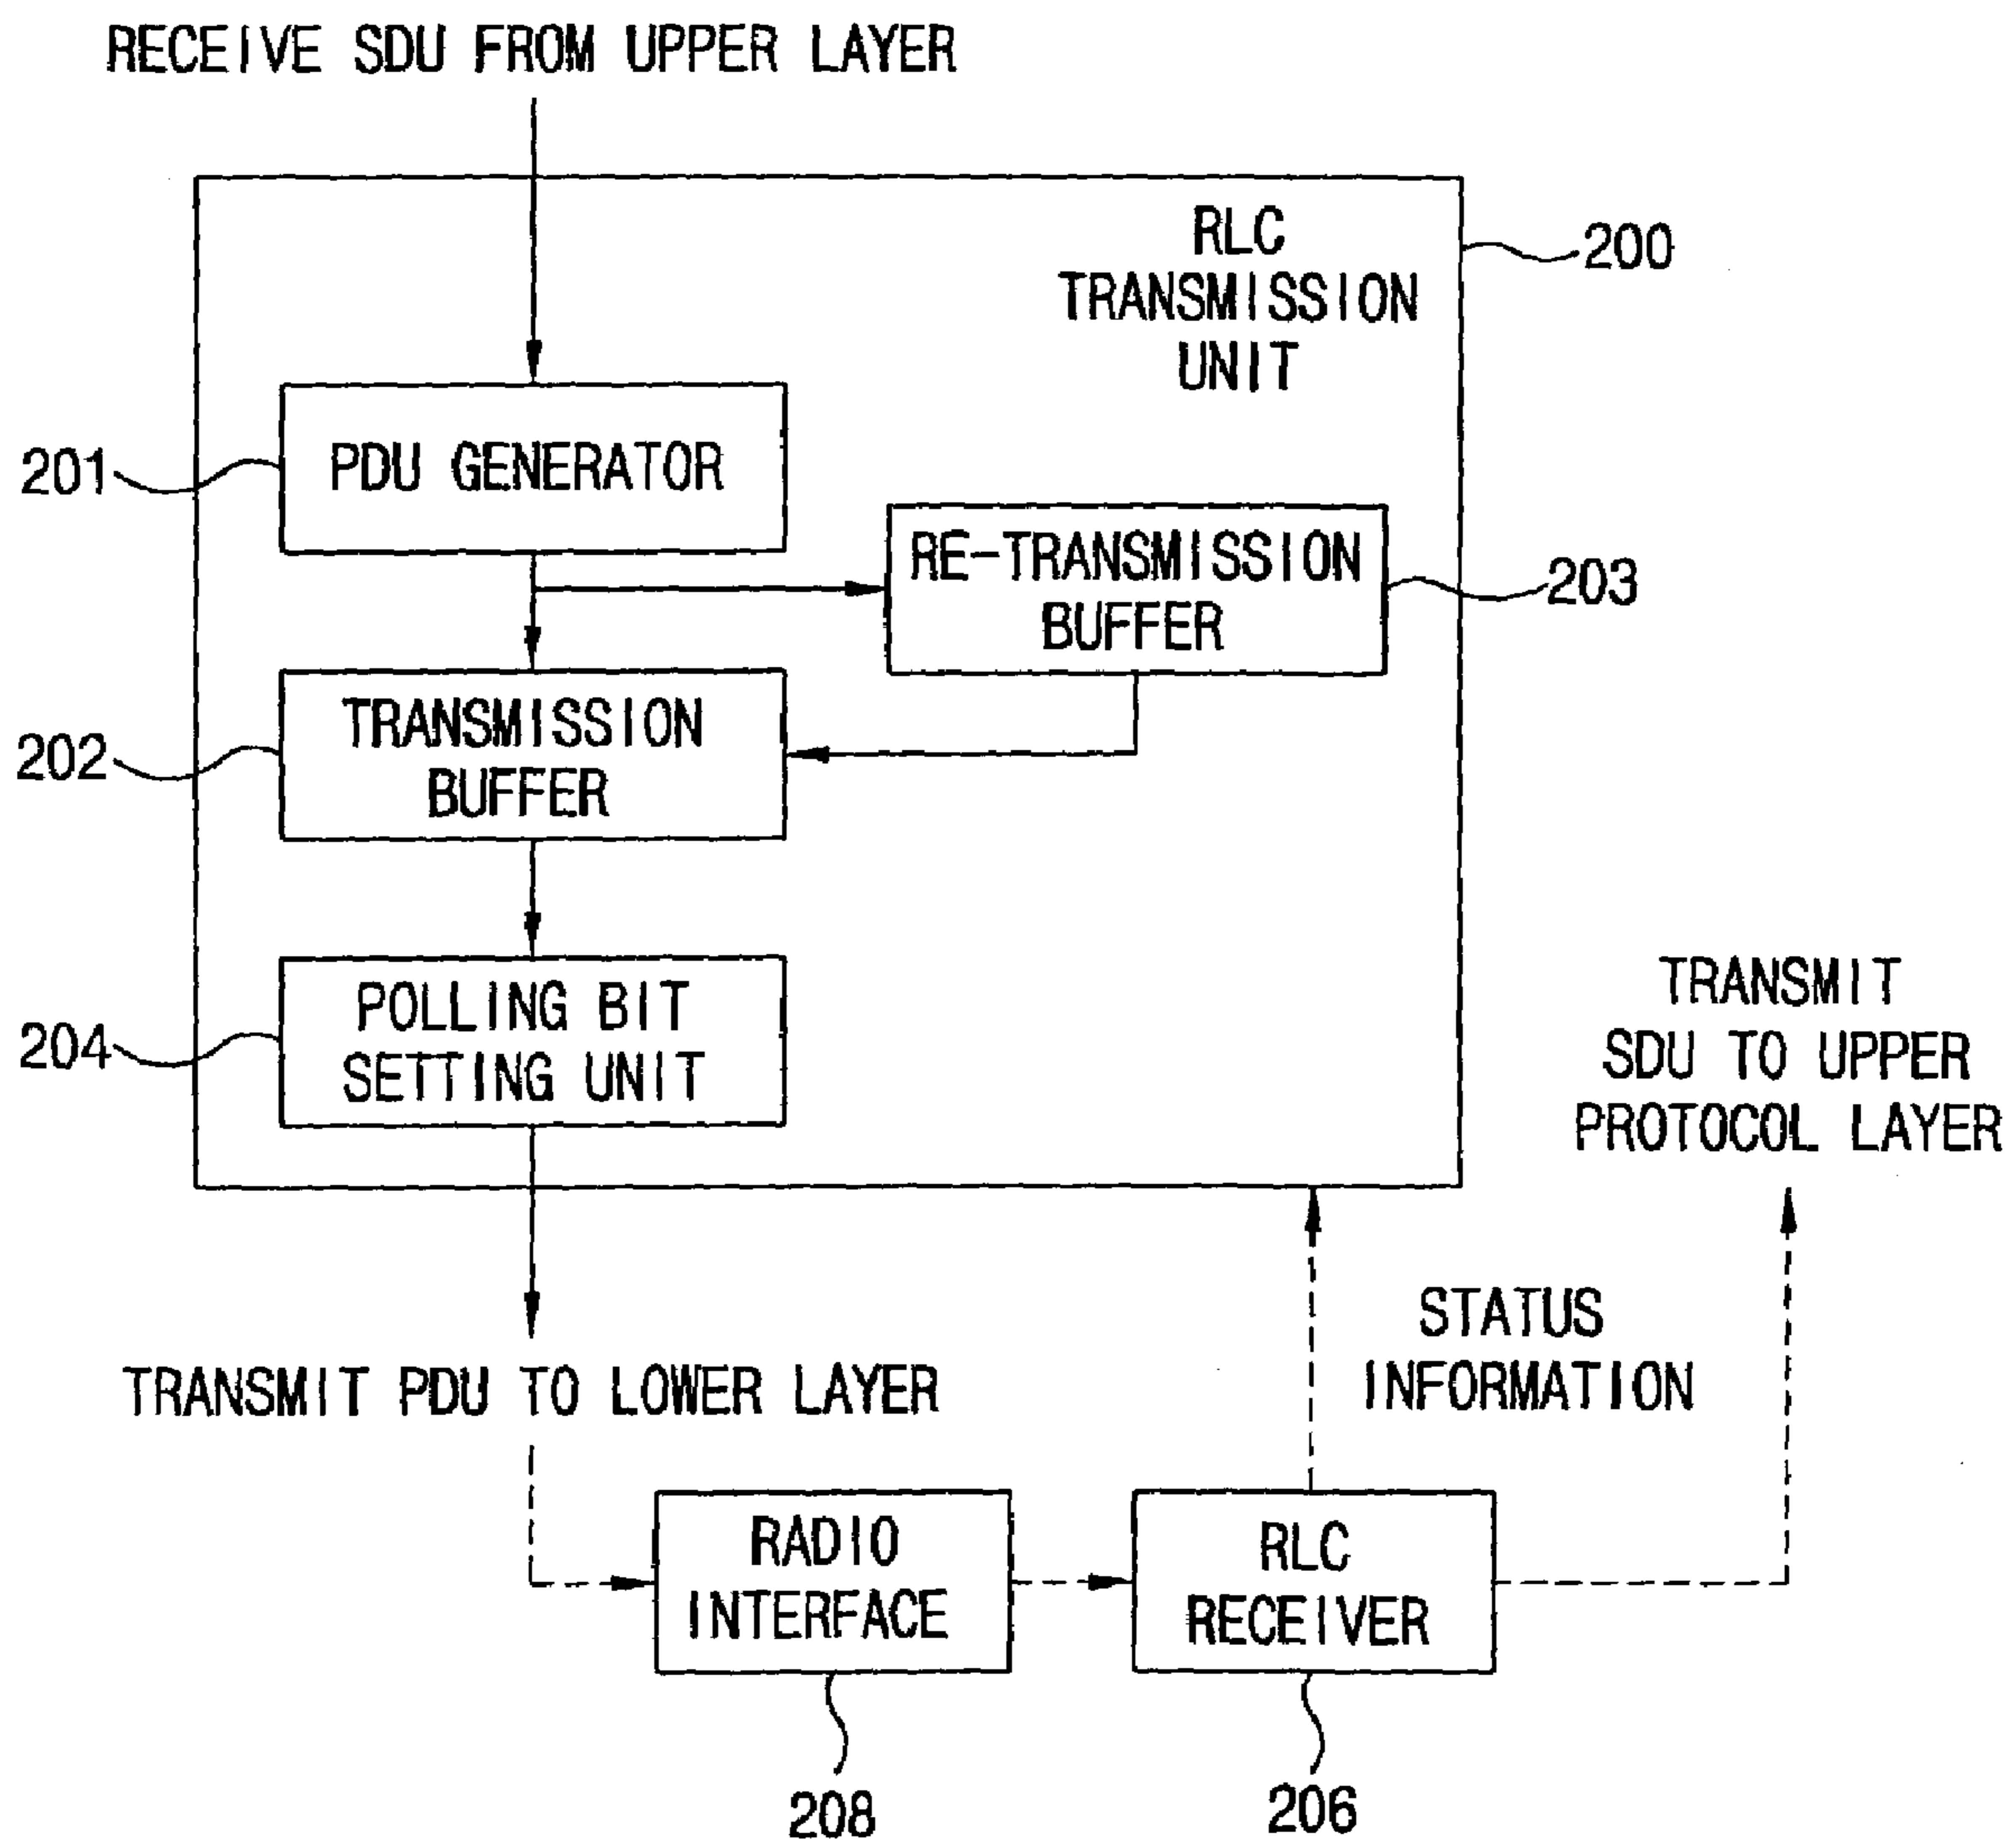 RECEIVE SDU FROM UPPER LAYER
RLC
TRANSMISSION
UNIT
200
PDU GENERATOR
201
RE-TRANSMISSION
BUFFER
203
TRANSMISSION
BUFFER
202
POLLING BIT
SETTING UNIT
204
TRANSMIT
SDU TO UPPER
PROTOCOL LAYER
STATUS
INFORMATION
TRANSMIT PDU TO LOWER LAYER
RADIO
INTERFACE
RLC
RECEIVER
208
206